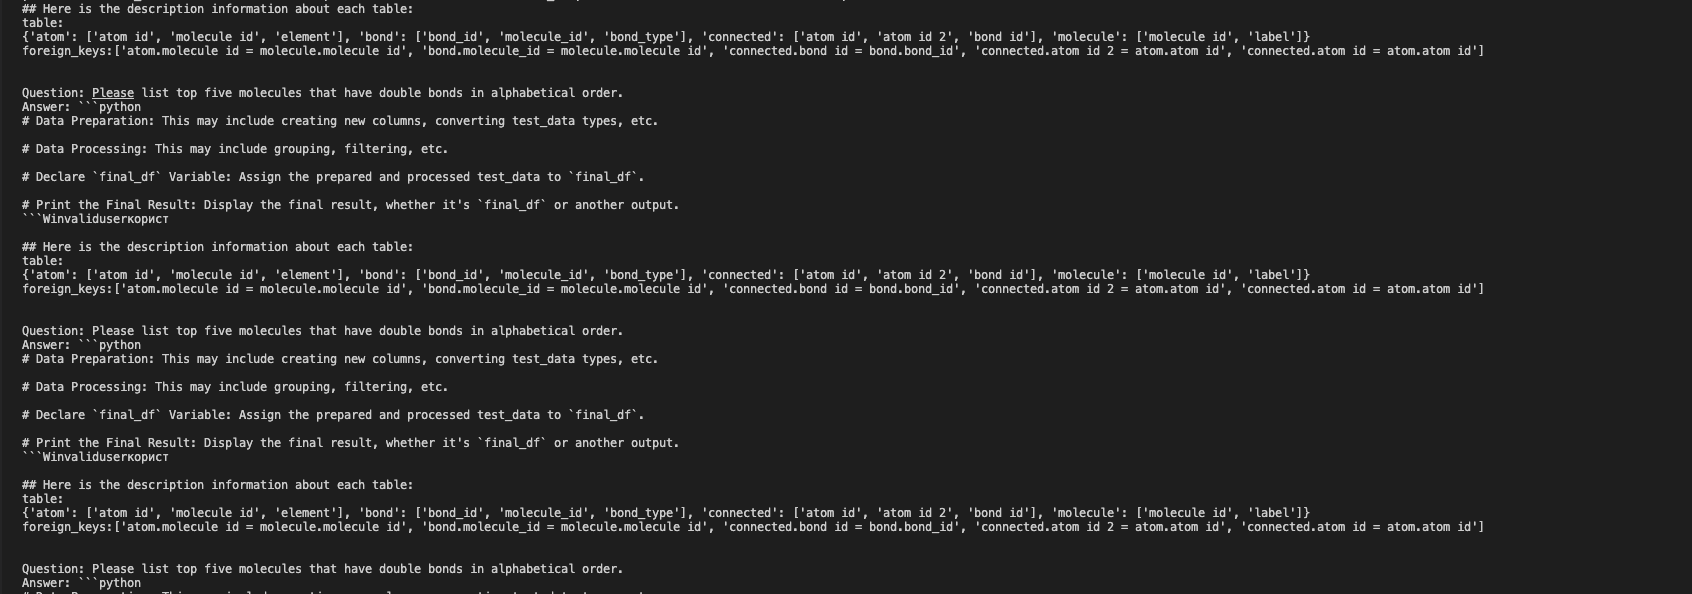 ## Here is the description information about each table:
table:
{'atom': ['atom id', 'molecule id', 'element'], 'bond': ['bond_id', 'molecule_id', 'bond_type'], 'connected': ['atom id', 'atom id 2', 'bond id'], 'molecule': ['molecule id', 'label']}
foreign_keys:['atom.molecule id = molecule.molecule id', 'bond.molecule_id = molecule.molecule id', 'connected.bond id = bond.bond_id', 'connected.atom id 2 = atom.atom id', 'connected.atom id = atom.atom id']
Question: Please list top five molecules that have double bonds in alphabetical order.
Answer: ```python
# Data Preparation: This may include creating new columns, converting test_data types, etc.
# Data Processing: This may include grouping, filtering, etc.
# Declare `final_df` Variable: Assign the prepared and processed test_data to `final_df`.
# Print the Final Result: Display the final result, whether it's `final_df` or another output.
```Winvaliduserкорист
## Here is the description information about each table:
table:
{'atom': ['atom id', 'molecule id', 'element'], 'bond': ['bond_id', 'molecule_id', 'bond_type'], 'connected': ['atom id', 'atom id 2', 'bond id'], 'molecule': ['molecule id', 'label']}
foreign_keys:['atom.molecule id = molecule.molecule id', 'bond.molecule_id = molecule.molecule id', 'connected.bond id = bond.bond_id', 'connected.atom id 2 = atom.atom id', 'connected.atom id = atom.atom id']
Question: Please list top five molecules that have double bonds in alphabetical order.
Answer: ```python
# Data Preparation: This may include creating new columns, converting test_data types, etc.
# Data Processing: This may include grouping, filtering, etc.
# Declare `final_df` Variable: Assign the prepared and processed test_data to `final_df`.
# Print the Final Result: Display the final result, whether it's `final_df` or another output.
```Winvaliduserкорист
## Here is the description information about each table:
table:
{'atom': ['atom id', 'molecule id', 'element'], 'bond': ['bond_id', 'molecule_id', 'bond_type'], 'connected': ['atom id', 'atom id 2', 'bond id'], 'molecule': ['molecule id', 'label']}
foreign_keys:['atom.molecule id = molecule.molecule id', 'bond.molecule_id = molecule.molecule id', 'connected.bond id = bond.bond_id', 'connected.atom id 2 = atom.atom id', 'connected.atom id = atom.atom id']
Question: Please list top five molecules that have double bonds in alphabetical order.
Answer: ```python